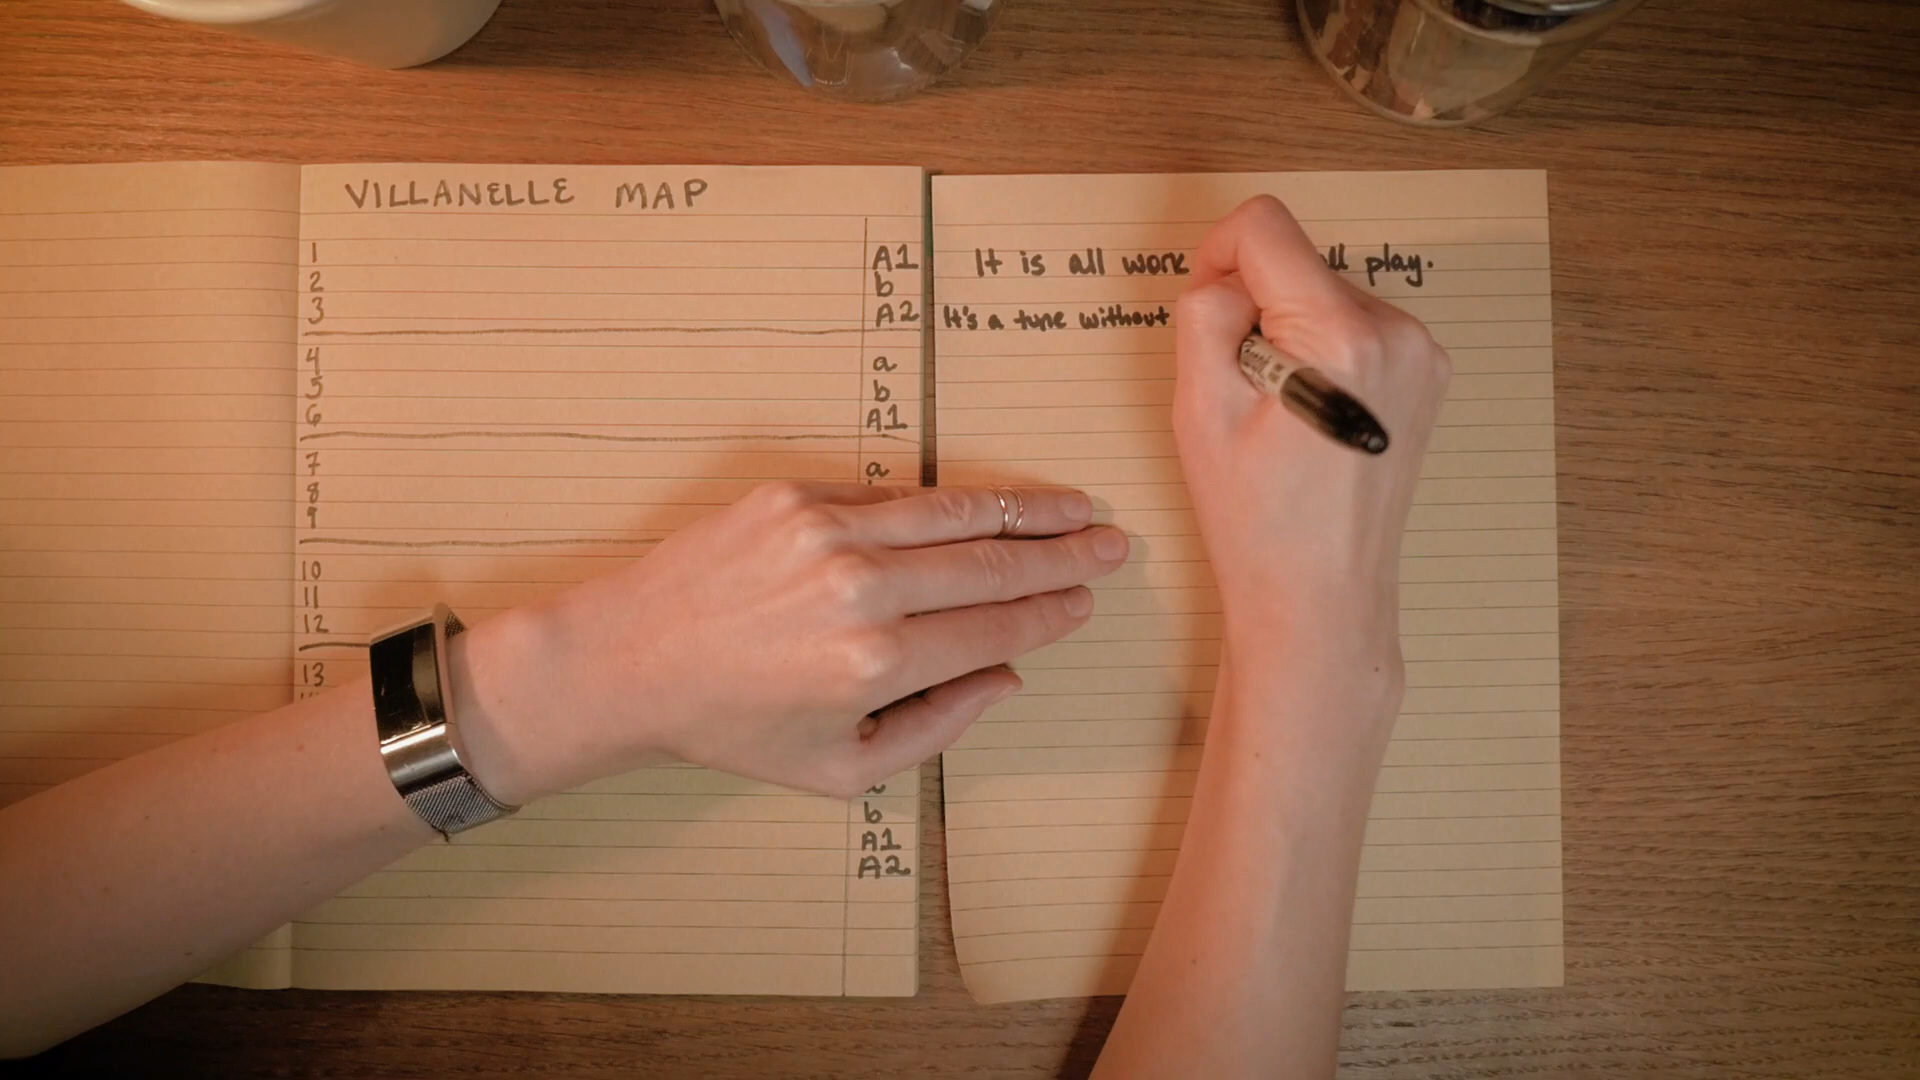 VILLANELLE MAP
1 A1
2 b
3 A2
4 a
5 b
6 A1
7 a
8
9
10
11
12
13
b
A1
A2
It is all work all play.
It's a tune without